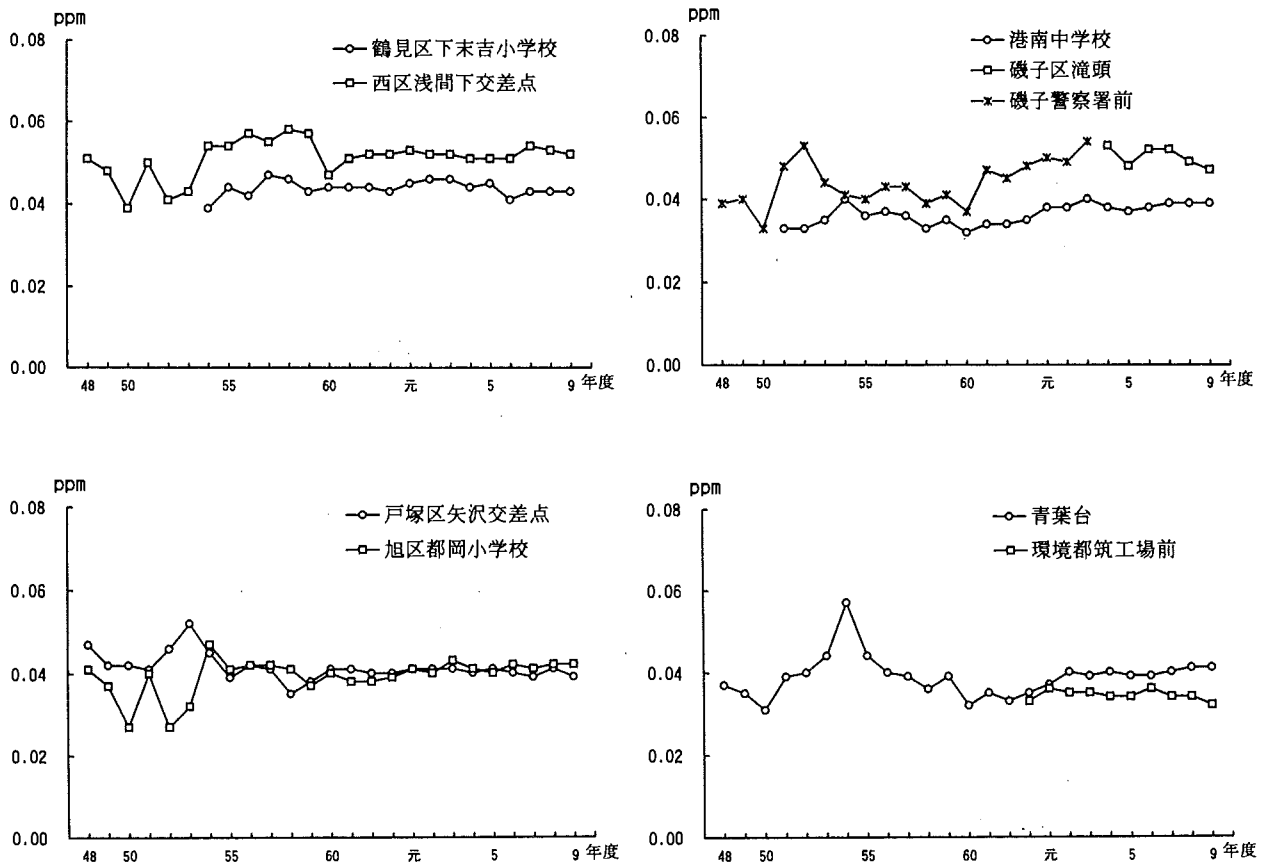 ppm
0.08
0.06
0.04
0.02
0.00
鶴見区下末吉小学校
西区浅間下交差点
48 50 55 60 元 5 9 年度
ppm
0.08
0.06
0.04
0.02
0.00
港南中学校
磯子区滝頭
磯子警察署前
48 50 55 60 元 5 9 年度
ppm
0.08
0.06
0.04
0.02
0.00
戸塚区矢沢交差点
旭区都岡小学校
48 50 55 60 元 5 9 年度
ppm
0.08
0.06
0.04
0.02
0.00
青葉台
環境都筑工場前
48 50 55 60 元 5 9 年度